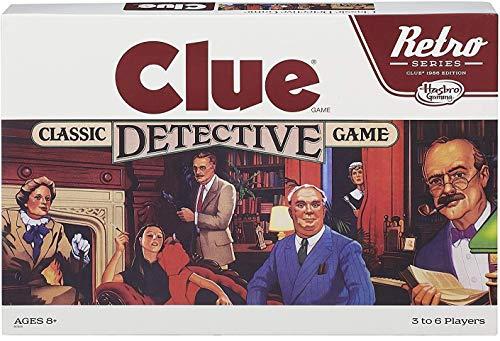 Clue®
GAME
Retro
SERIES
CLUE® 1986 EDITION
Hasbro
Gaming
CLASSIC DETECTIVE GAME
AGES 8+
3 to 6 Players